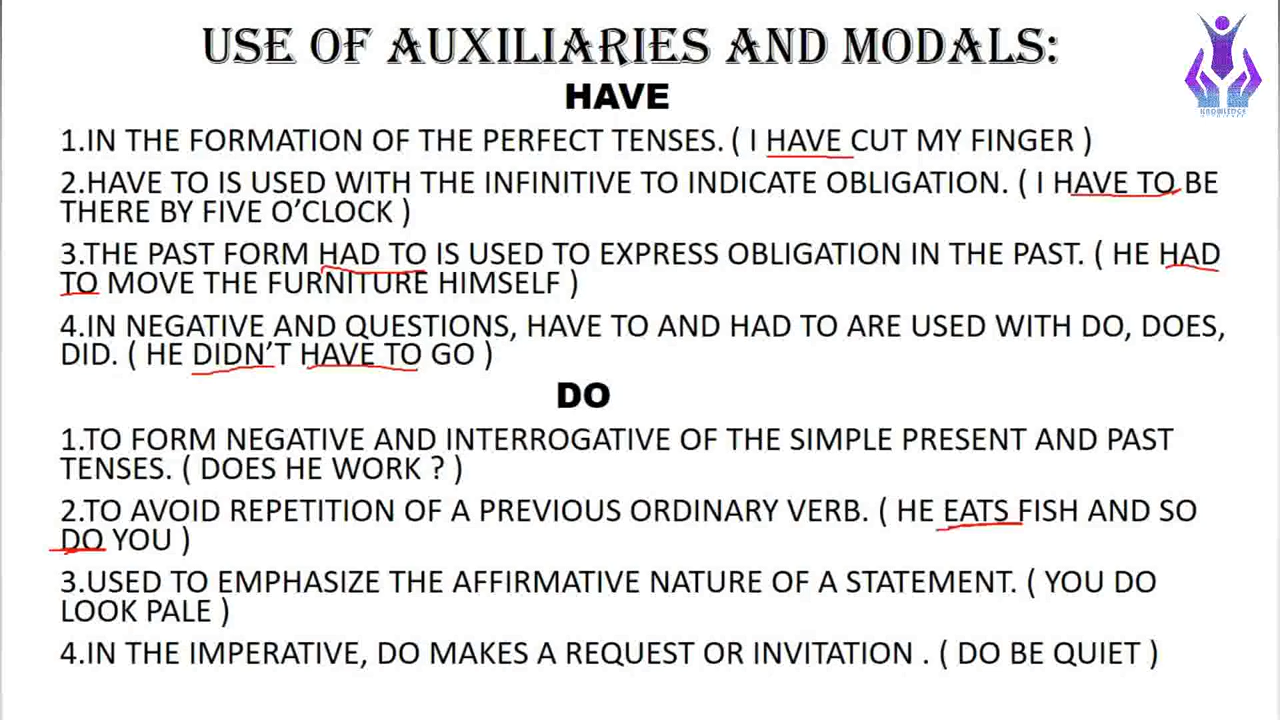 USE OF AUXILIARIES AND MODALS:
HAVE
1.IN THE FORMATION OF THE PERFECT TENSES. ( I HAVE CUT MY FINGER )
2.HAVE TO IS USED WITH THE INFINITIVE TO INDICATE OBLIGATION. ( I HAVE TO BE
THERE BY FIVE O’CLOCK )
3.THE PAST FORM HAD TO IS USED TO EXPRESS OBLIGATION IN THE PAST. ( HE HAD
TO MOVE THE FURNITURE HIMSELF )
4.IN NEGATIVE AND QUESTIONS, HAVE TO AND HAD TO ARE USED WITH DO, DOES,
DID. ( HE DIDN’T HAVE TO GO )
DO
1.TO FORM NEGATIVE AND INTERROGATIVE OF THE SIMPLE PRESENT AND PAST
TENSES. ( DOES HE WORK ? )
2.TO AVOID REPETITION OF A PREVIOUS ORDINARY VERB. ( HE EATS FISH AND SO
DO YOU )
3.USED TO EMPHASIZE THE AFFIRMATIVE NATURE OF A STATEMENT. ( YOU DO
LOOK PALE )
4.IN THE IMPERATIVE, DO MAKES A REQUEST OR INVITATION . ( DO BE QUIET )
KNOWLEDGE